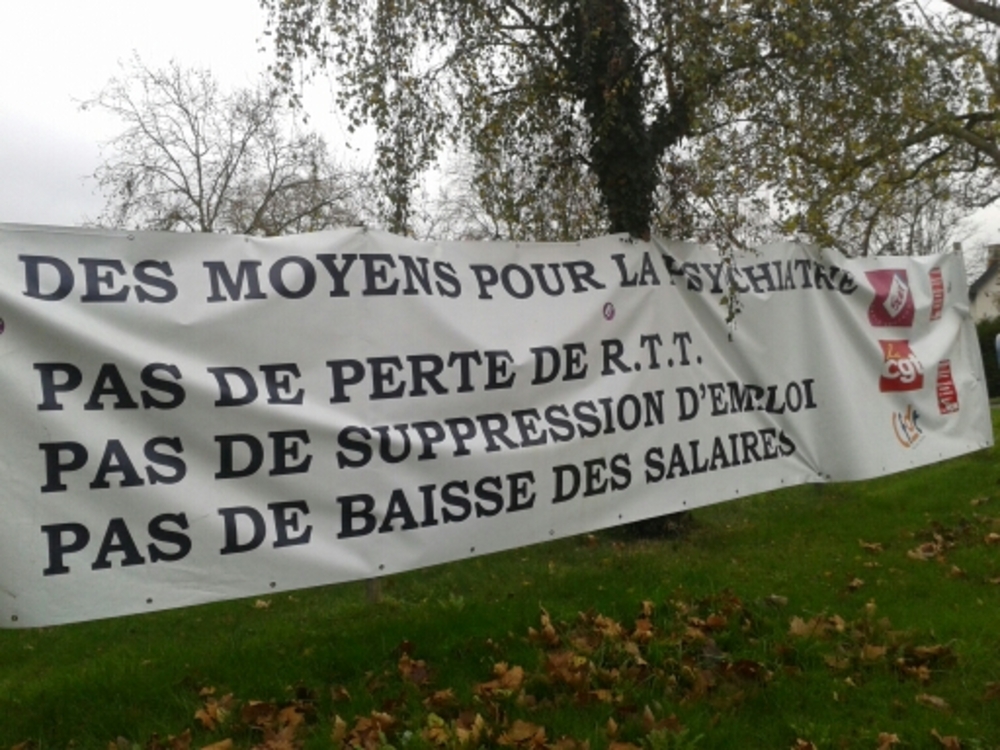 DES MOYENS POUR LA PSYCHIATRIE
PAS DE PERTE DE R.T.T.
PAS DE SUPPRESSION D'EMPLOI
PAS DE BAISSE DES SALAIRES
cgt